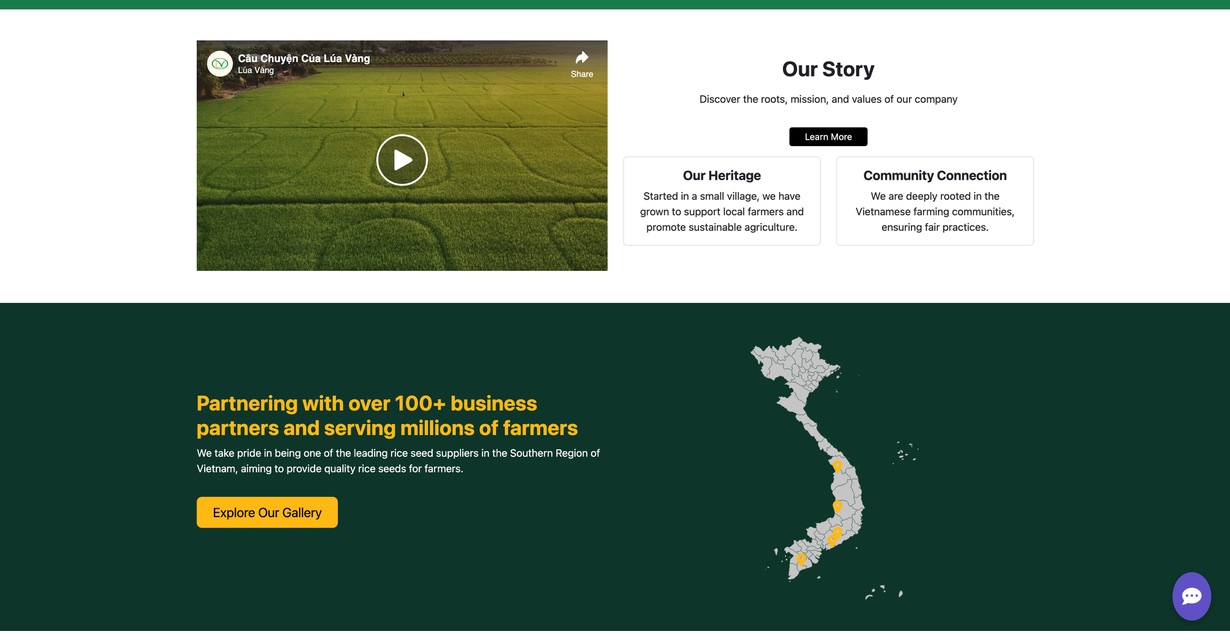 Câu Chuyện Của Lúa Vàng
Lúa Vàng
Share
Our Story
Discover the roots, mission, and values of our company
Learn More
Our Heritage
Started in a small village, we have
grown to support local farmers and
promote sustainable agriculture.
Community Connection
We are deeply rooted in the
Vietnamese farming communities,
ensuring fair practices.
Partnering with over 100+ business
partners and serving millions of farmers
We take pride in being one of the leading rice seed suppliers in the Southern Region of
Vietnam, aiming to provide quality rice seeds for farmers.
Explore Our Gallery